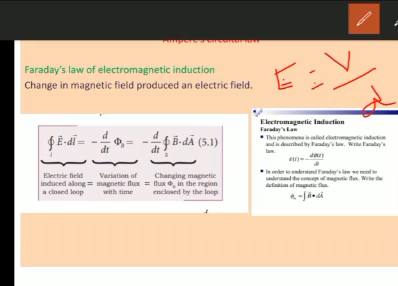 Ampere's circuital law
Faraday's law of electromagnetic induction
Change in magnetic field produced an electric field.
E = V/d
∮ₗ E⃗·dl⃗ = − d/dt Φ_B = − d/dt ∮ₛ B⃗·dA⃗ (5.1)
Electric field induced along a closed loop = Variation of magnetic flux with time = Changing magnetic flux Φ_B in the region enclosed by the loop
Electromagnetic Induction
Faraday's Law
This phenomena is called electromagnetic induction
and is described by Faraday's law. Write Faraday's
law.
ε(t) = − dΦ(t)/dt
In order to understand Faraday's law we need to
understand the concept of magnetic flux. Write the
definition of magnetic flux.
ϕ = ∫ B⃗ • dA⃗